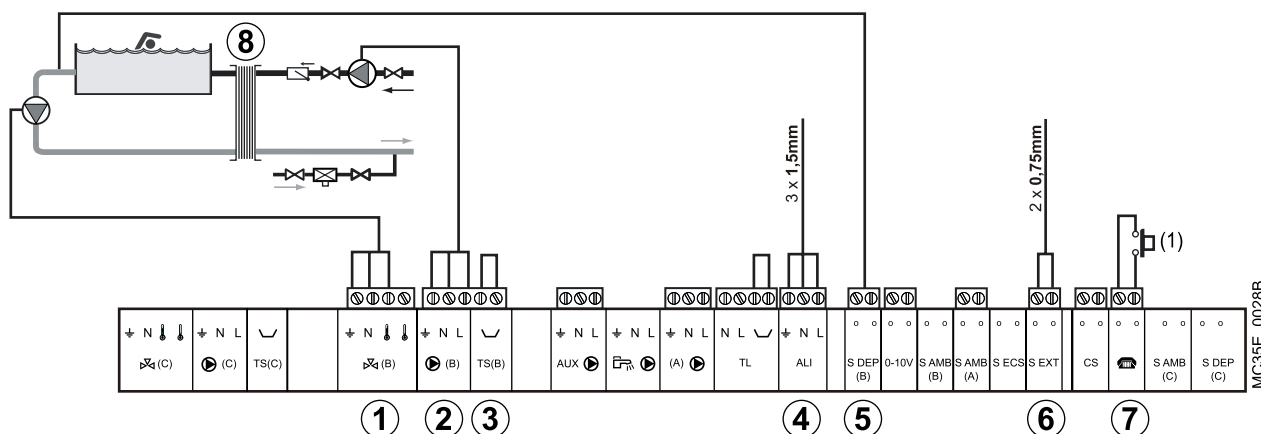 8
3 x 1,5mm
2 x 0,75mm
(1)
N
(C)
N L
(C)
TS(C)
N
(B)
N L
(B)
TS(B)
N L
AUX
N L
N L
(A)
N L
TL
N L
ALI
S DEP
(B)
0-10V
S AMB
(B)
S AMB
(A)
S ECS
S EXT
CS
S AMB
(C)
S DEP
(C)
1
2
3
4
5
6
7
MC35E_0028B